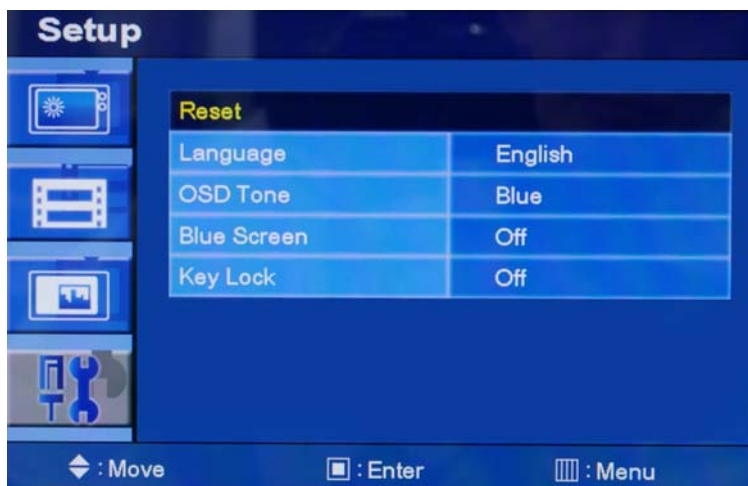 Setup
Reset
Language English
OSD Tone Blue
Blue Screen Off
Key Lock Off
: Move : Enter : Menu